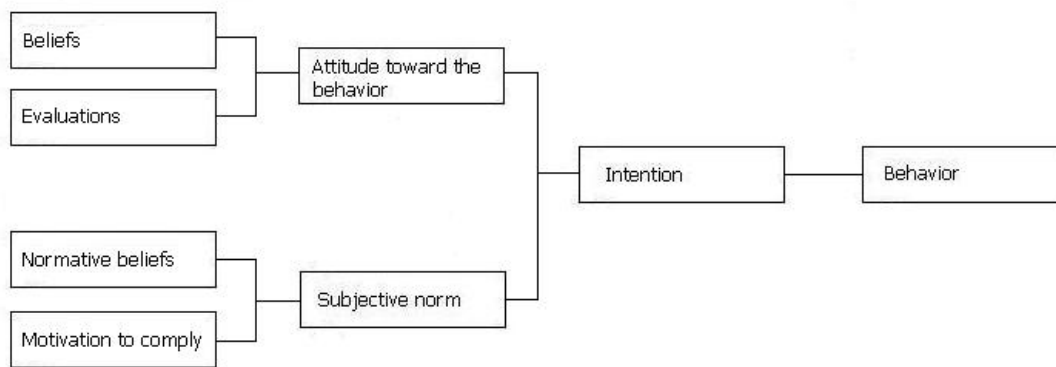 Beliefs
Evaluations
Attitude toward the
behavior
Normative beliefs
Motivation to comply
Subjective norm
Intention
Behavior